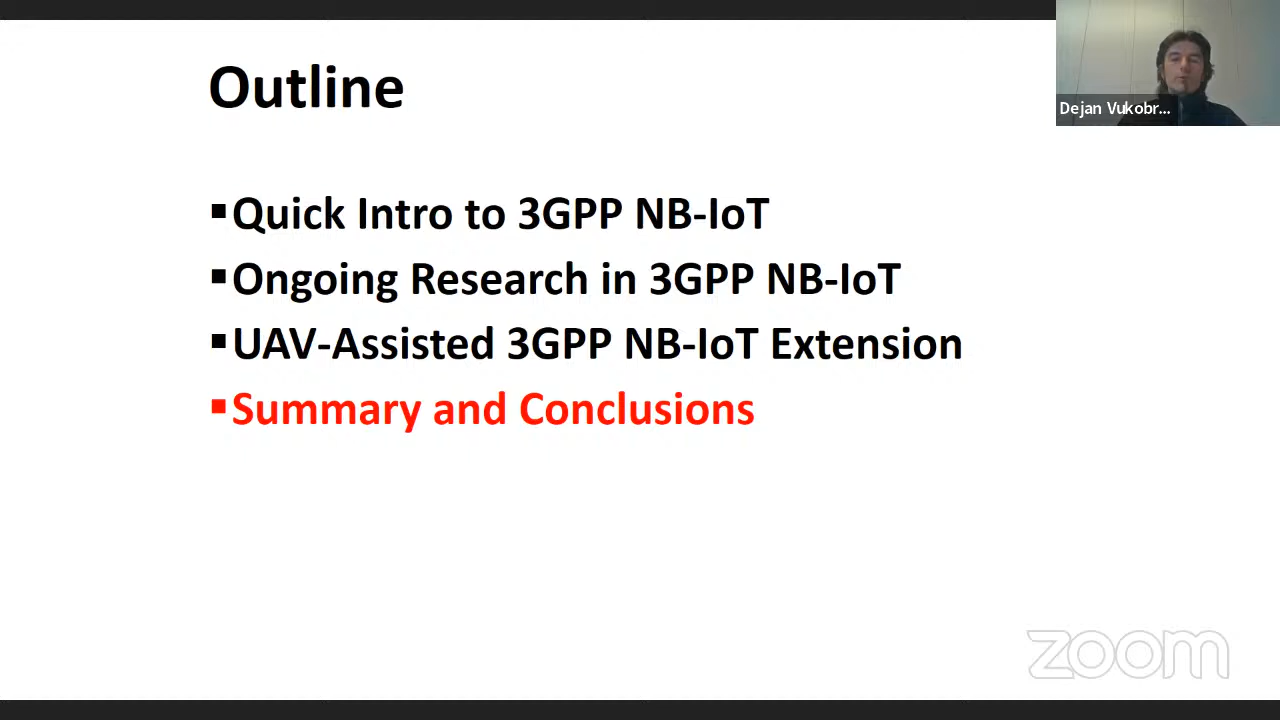 Outline
Dejan Vukobr...
▪Quick Intro to 3GPP NB-IoT
▪Ongoing Research in 3GPP NB-IoT
▪UAV-Assisted 3GPP NB-IoT Extension
▪Summary and Conclusions
zoom